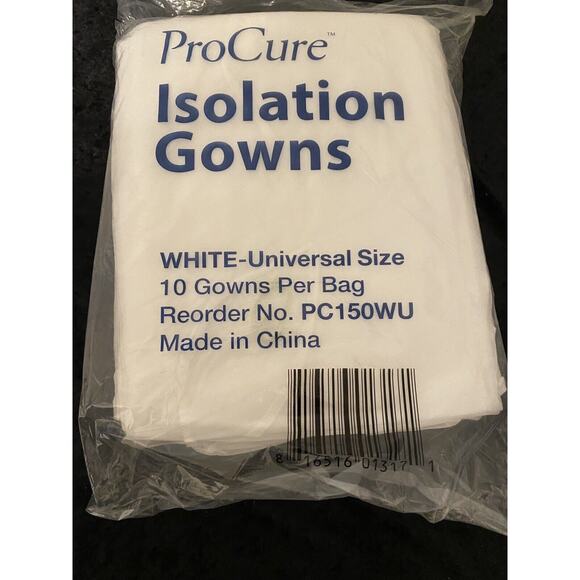 ProCure™
Isolation
Gowns
WHITE-Universal Size
10 Gowns Per Bag
Reorder No. PC150WU
Made in China
8 16516 01317 1